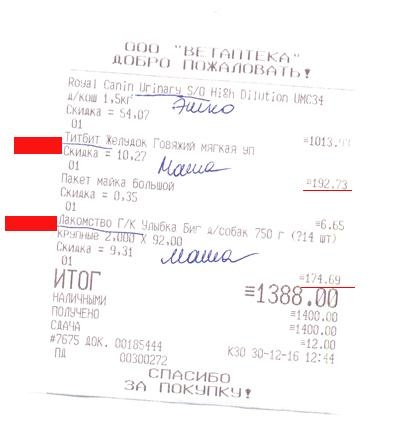 ООО "ВЕТАПТЕКА"
ДОБРО ПОЖАЛОВАТЬ!
Royal Canin Urinary S/O High Dilution UMC34
д/кош 1,5кг
Скидка = 54,07
01
≡1013.93
Титбит Желудок Говяжий мягкая уп
Скидка = 10,27
01
Маша
≡192.73
Пакет майка большой
Скидка = 0,35
01
≡6.65
Лакомство Г/К Улыбка Биг д/собак 750 г (?14 шт)
крупные 2,000 X 92.00
Скидка = 9,31
01
Маша
≡174.69
ИТОГ ≡1388.00
НАЛИЧНЫМИ ≡1400.00
ПОЛУЧЕНО ≡1400.00
СДАЧА ≡12.00
#7675 ДОК. 00185444 КЗ0 30-12-16 12:44
ПД 00300272
СПАСИБО
ЗА ПОКУПКУ!